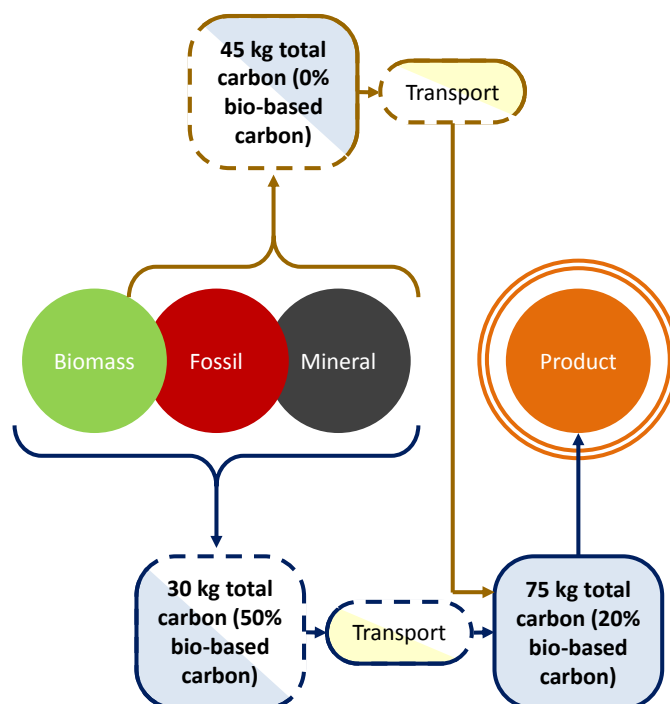 45 kg total
carbon (0%
bio-based
carbon)
Transport
Biomass
Fossil
Mineral
Product
30 kg total
carbon (50%
bio-based
carbon)
Transport
75 kg total
carbon (20%
bio-based
carbon)